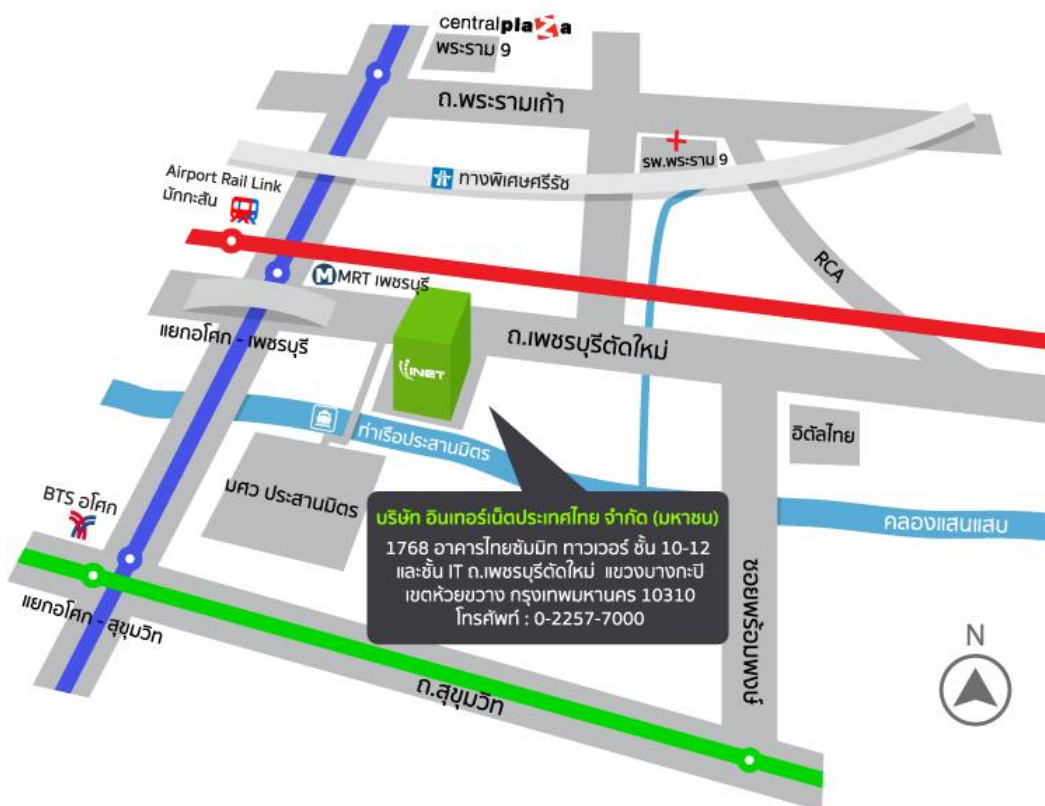 centralplaza
พระราม 9
ถ.พระรามเก้า
รพ.พระราม 9
ทางพิเศษศรีรัช
Airport Rail Link
มักกะสัน
RCA
M MRT เพชรบุรี
แยกอโศก - เพชรบุรี
ถ.เพชรบุรีตัดใหม่
INET
ท่าเรือประสานมิตร
อิตัลไทย
มศว ประสานมิตร
BTS อโศก
คลองแสนแสบ
บริษัท อินเทอร์เน็ตประเทศไทย จำกัด (มหาชน)
1768 อาคารไทยซัมมิท ทาวเวอร์ ชั้น 10-12
และชั้น IT ถ.เพชรบุรีตัดใหม่ แขวงบางกะปิ
เขตห้วยขวาง กรุงเทพมหานคร 10310
โทรศัพท์ : 0-2257-7000
แยกอโศก - สุขุมวิท
ซอยพร้อมพงษ์
ถ.สุขุมวิท
N